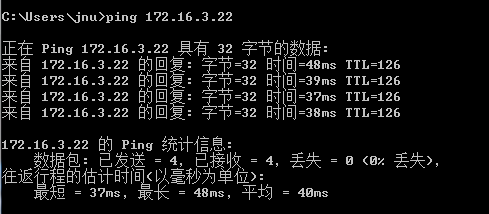 C:\Users\jnu>ping 172.16.3.22
正在 Ping 172.16.3.22 具有 32 字节的数据:
来自 172.16.3.22 的回复: 字节=32 时间=48ms TTL=126
来自 172.16.3.22 的回复: 字节=32 时间=39ms TTL=126
来自 172.16.3.22 的回复: 字节=32 时间=37ms TTL=126
来自 172.16.3.22 的回复: 字节=32 时间=38ms TTL=126
172.16.3.22 的 Ping 统计信息:
数据包: 已发送 = 4, 已接收 = 4, 丢失 = 0 (0% 丢失),
往返行程的估计时间(以毫秒为单位):
最短 = 37ms, 最长 = 48ms, 平均 = 40ms